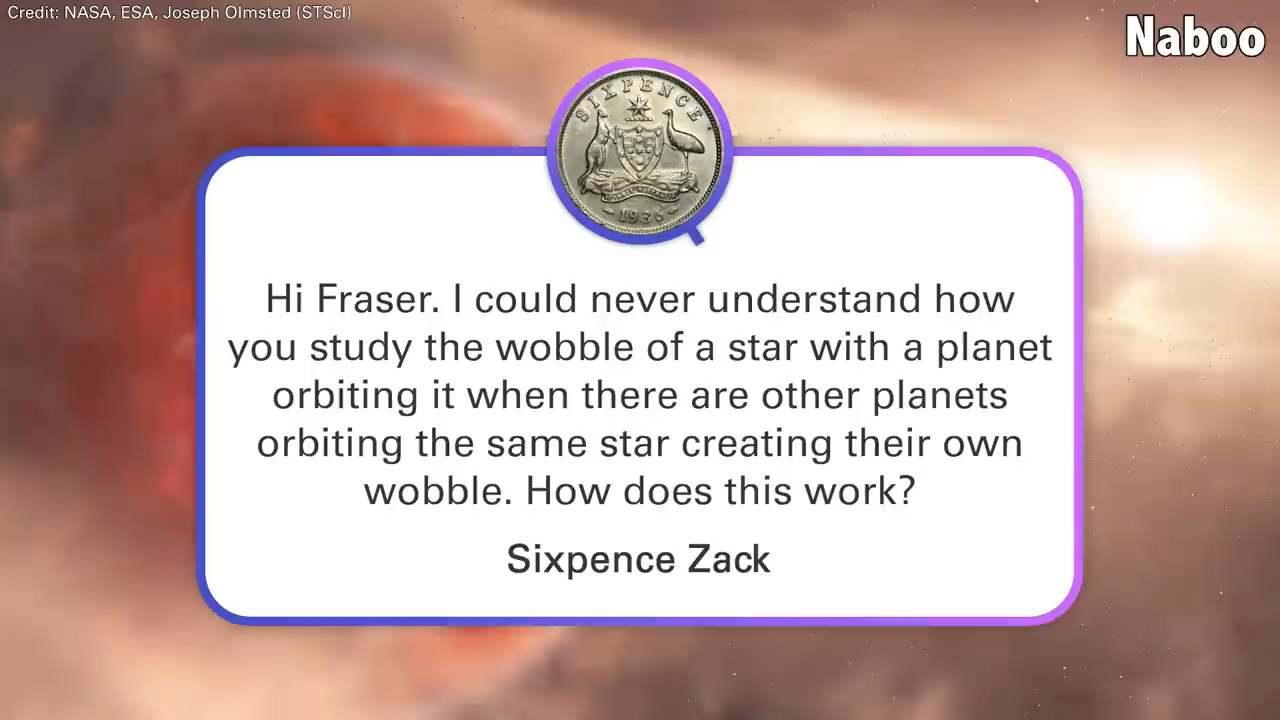 Credit: NASA, ESA, Joseph Olmsted (STScI)
Naboo
SIXPENCE
1936
Hi Fraser. I could never understand how
you study the wobble of a star with a planet
orbiting it when there are other planets
orbiting the same star creating their own
wobble. How does this work?
Sixpence Zack